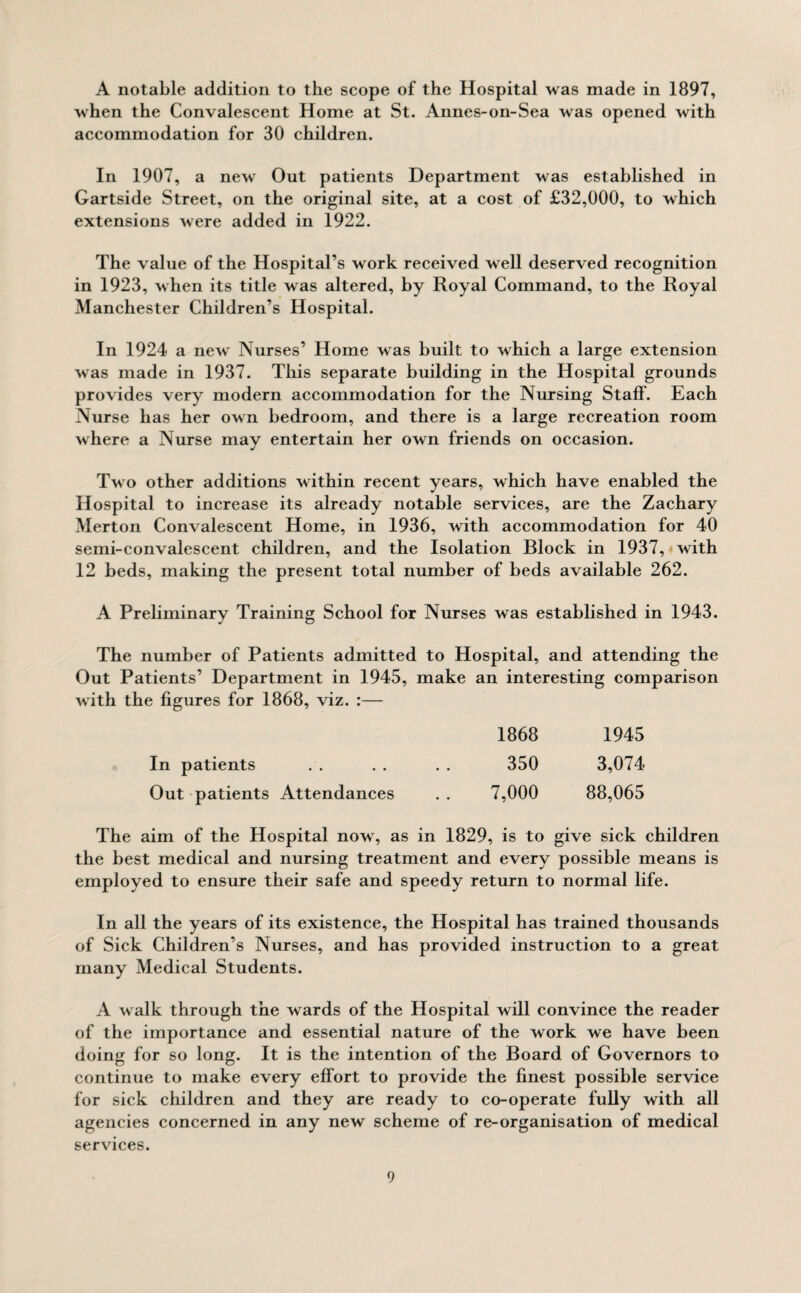 A notable addition to the scope of the Hospital was made in 1897,
when the Convalescent Home at St. Annes-on-Sea was opened with
accommodation for 30 children.
In 1907, a new Out patients Department was established in
Gartside Street, on the original site, at a cost of £32,000, to which
extensions were added in 1922.
The value of the Hospital’s work received well deserved recognition
in 1923, when its title was altered, by Royal Command, to the Royal
Manchester Children’s Hospital.
In 1924 a new Nurses’ Home was built to which a large extension
was made in 1937. This separate building in the Hospital grounds
provides very modern accommodation for the Nursing Staff. Each
Nurse has her own bedroom, and there is a large recreation room
where a Nurse may entertain her own friends on occasion.
Two other additions within recent years, which have enabled the
Hospital to increase its already notable services, are the Zachary
Merton Convalescent Home, in 1936, with accommodation for 40
semi-convalescent children, and the Isolation Block in 1937, with
12 beds, making the present total number of beds available 262.
A Preliminary Training School for Nurses was established in 1943.
The number of Patients admitted to Hospital, and attending the
Out Patients’ Department in 1945, make an interesting comparison
with the figures for 1868, viz. :—
1868 1945
In patients . . . . . . 350 3,074
Out patients Attendances . . 7,000 88,065
The aim of the Hospital now, as in 1829, is to give sick children
the best medical and nursing treatment and every possible means is
employed to ensure their safe and speedy return to normal life.
In all the years of its existence, the Hospital has trained thousands
of Sick Children’s Nurses, and has provided instruction to a great
many Medical Students.
A walk through the wards of the Hospital will convince the reader
of the importance and essential nature of the work we have been
doing for so long. It is the intention of the Board of Governors to
continue to make every effort to provide the finest possible service
for sick children and they are ready to co-operate fully with all
agencies concerned in any new scheme of re-organisation of medical
services.
9